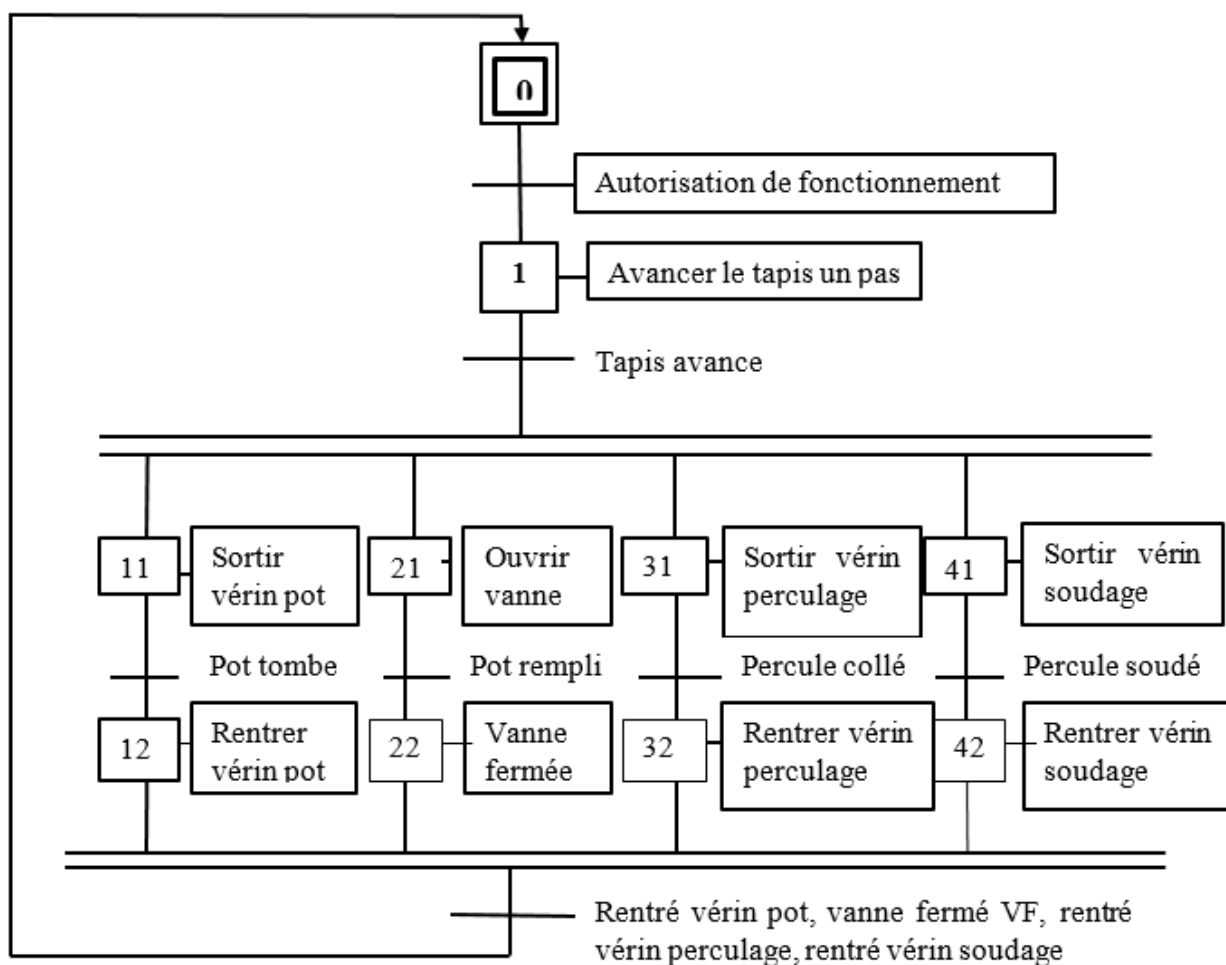 0
Autorisation de fonctionnement
1
Avancer le tapis un pas
Tapis avance
11
Sortir
vérin pot
21
Ouvrir
vanne
31
Sortir vérin
perculage
41
Sortir vérin
soudage
Pot tombe
Pot rempli
Percule collé
Percule soudé
12
Rentrer
vérin pot
22
Vanne
fermée
32
Rentrer vérin
perculage
42
Rentrer vérin
soudage
Rentré vérin pot, vanne fermé VF, rentré
vérin perculage, rentré vérin soudage